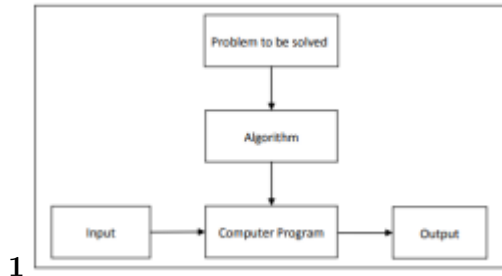 Problem to be solved
Algorithm
Input
Computer Program
Output
1